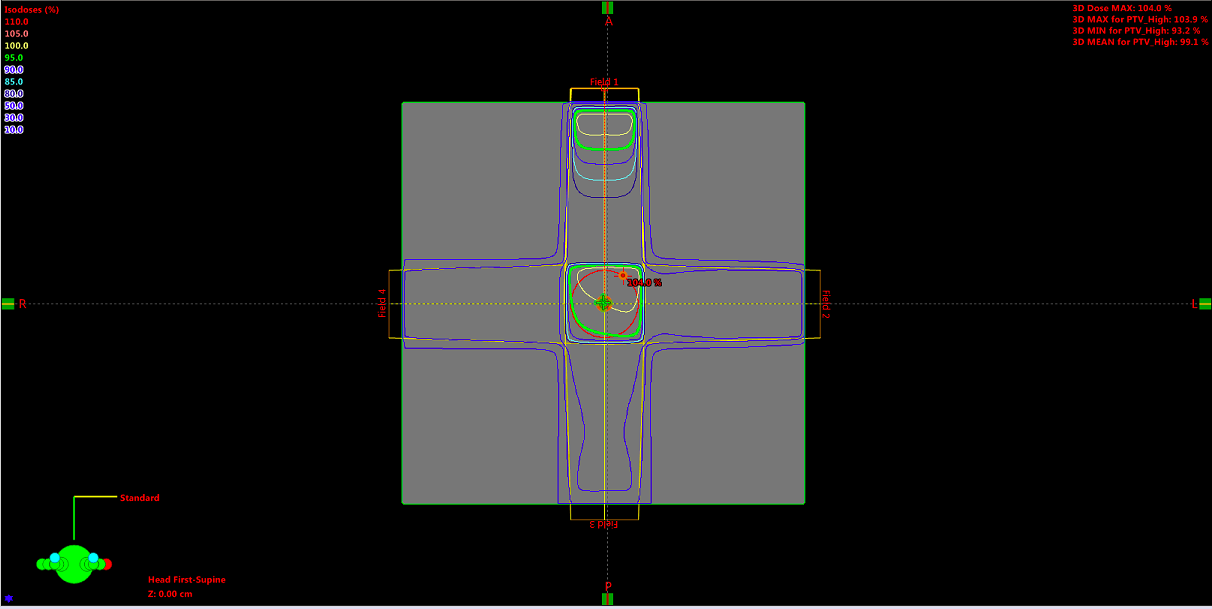 Isodoses (%)
110.0
105.0
100.0
95.0
90.0
85.0
80.0
50.0
30.0
10.0
3D Dose MAX: 104.0 %
3D MAX for PTV_High: 103.9 %
3D MIN for PTV_High: 93.2 %
3D MEAN for PTV_High: 99.1 %
A
Field 1
R
Field 4
104.0 %
Field 2
L
Field 3
P
Standard
Head First-Supine
Z: 0.00 cm